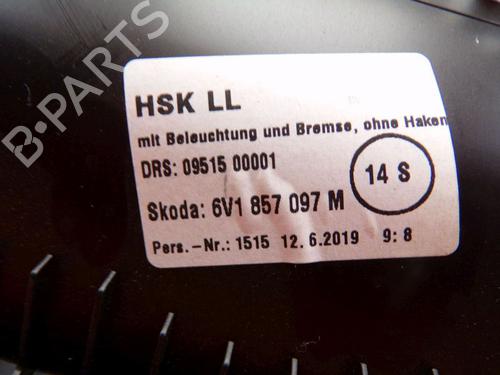 B-PARTS
HSK LL
mit Beleuchtung und Bremse, ohne Haken
DRS: 09515 00001
14 S
Skoda: 6V1 857 097 M
Pers.-Nr.: 1515 12.6.2019 9: 8